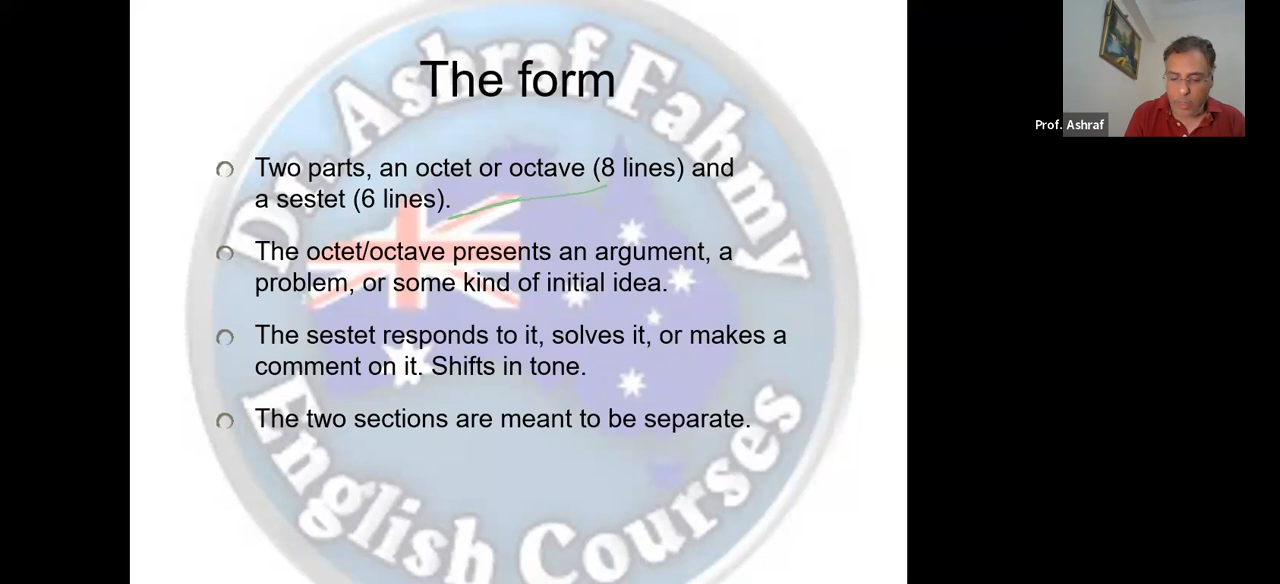 The form
Two parts, an octet or octave (8 lines) and
a sestet (6 lines).
The octet/octave presents an argument, a
problem, or some kind of initial idea.
The sestet responds to it, solves it, or makes a
comment on it. Shifts in tone.
The two sections are meant to be separate.
Dr. Ashraf Fahmy
English Courses
Prof. Ashraf